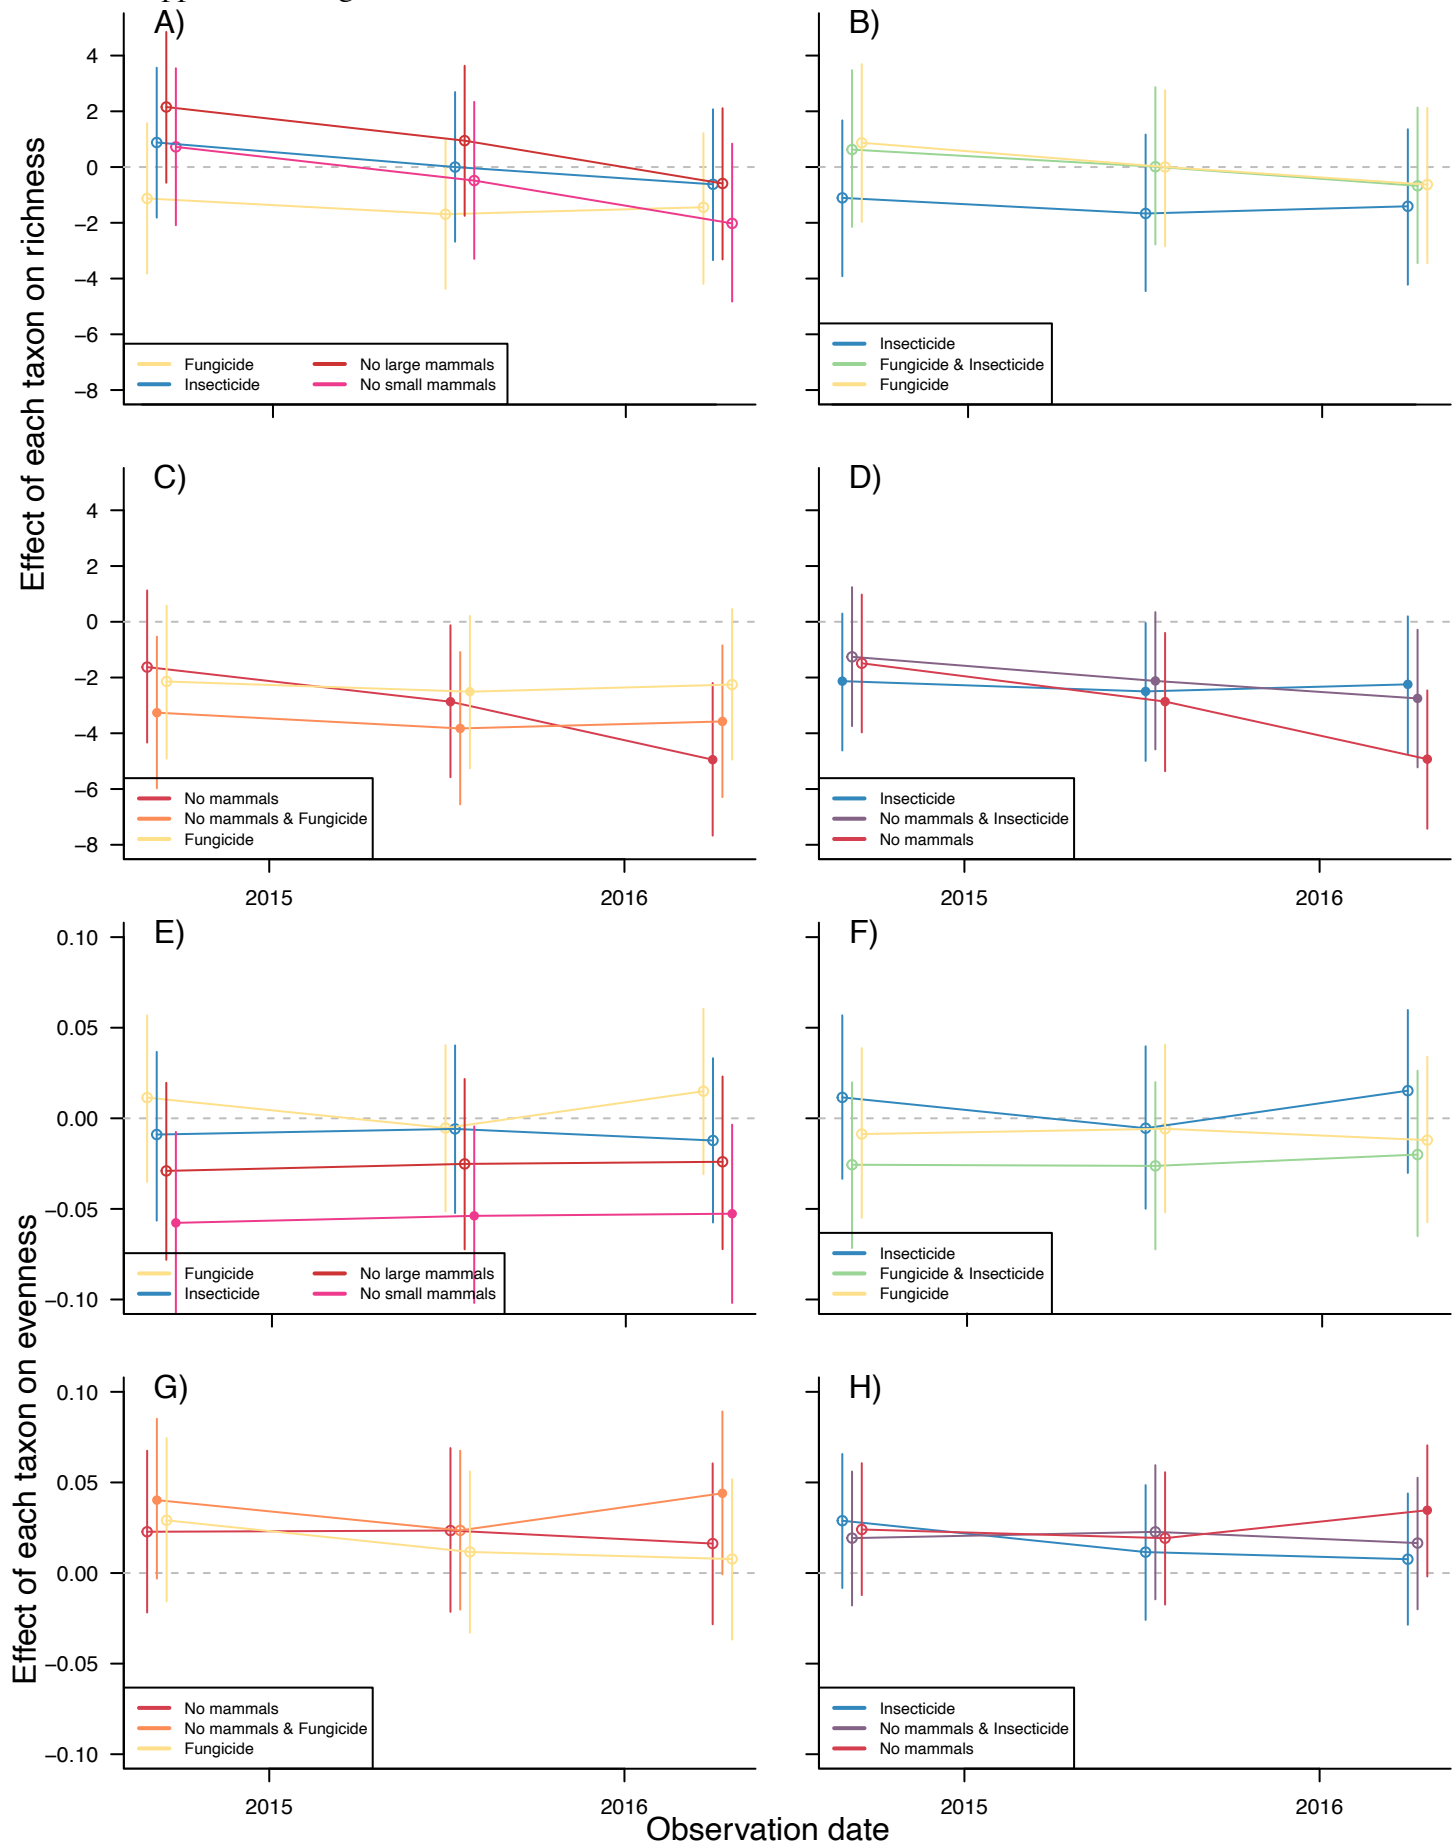 A)
B)
Effect of each taxon on richness
4
2
0
−2
−4
−6
−8
Fungicide
Insecticide
No large mammals
No small mammals
Insecticide
Fungicide & Insecticide
Fungicide
C)
D)
4
2
0
−2
−4
−6
−8
No mammals
No mammals & Fungicide
Fungicide
Insecticide
No mammals & Insecticide
No mammals
2015
2016
2015
2016
E)
F)
Effect of each taxon on evenness
0.10
0.05
0.00
−0.05
−0.10
Fungicide
Insecticide
No large mammals
No small mammals
Insecticide
Fungicide & Insecticide
Fungicide
G)
H)
0.10
0.05
0.00
−0.05
−0.10
No mammals
No mammals & Fungicide
Fungicide
Insecticide
No mammals & Insecticide
No mammals
2015
2016
2015
2016
Observation date